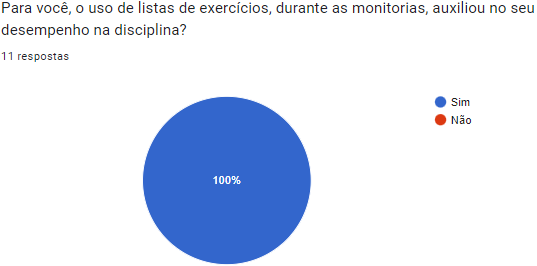 Para você, o uso de listas de exercícios, durante as monitorias, auxiliou no seu
desempenho na disciplina?
11 respostas
Sim
Não
100%